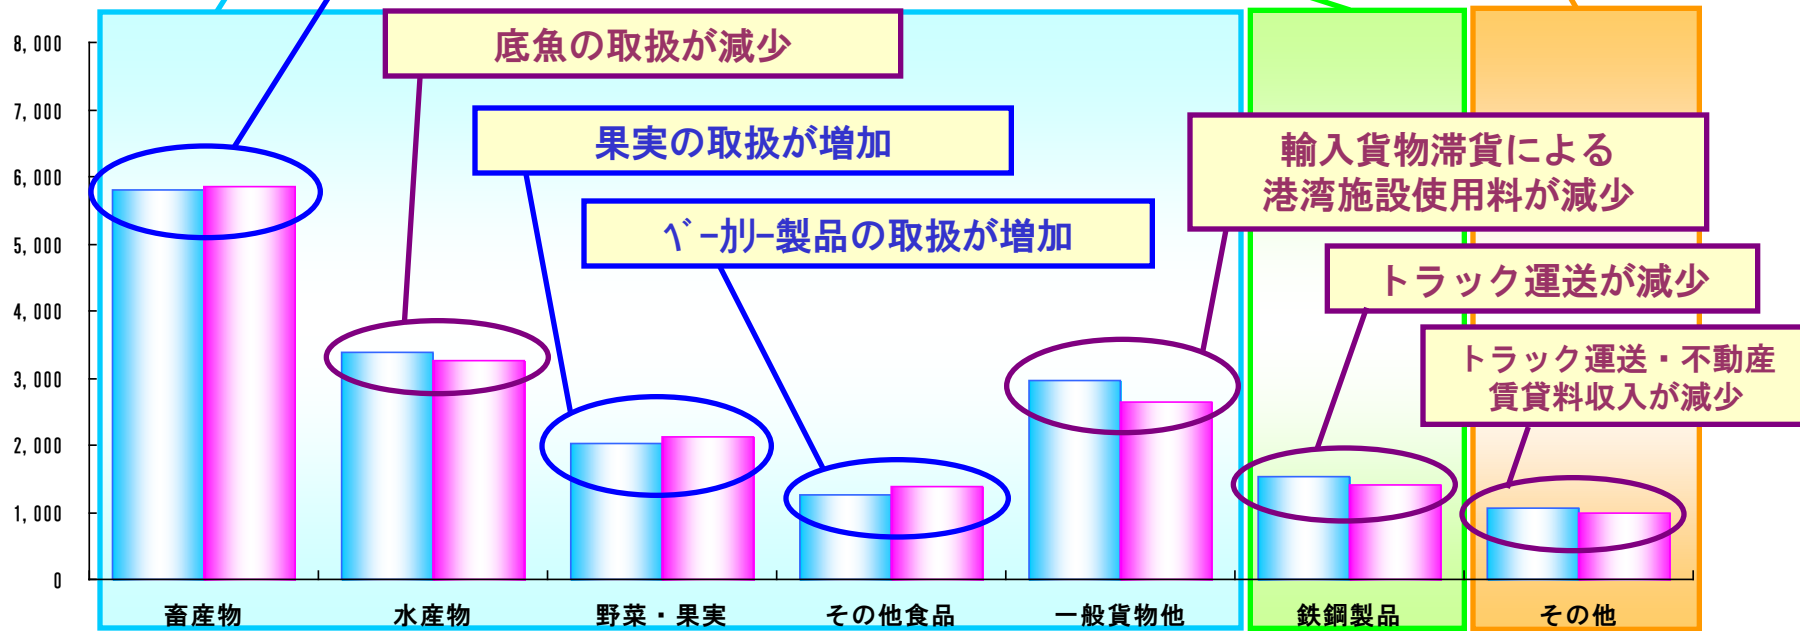 8,000
7,000
6,000
5,000
4,000
3,000
2,000
1,000
0
底魚の取扱が減少
果実の取扱が増加
ﾍﾞｰｶﾘｰ製品の取扱が増加
輸入貨物滞貨による
港湾施設使用料が減少
トラック運送が減少
トラック運送・不動産
賃貸料収入が減少
畜産物
水産物
野菜・果実
その他食品
一般貨物他
鉄鋼製品
その他